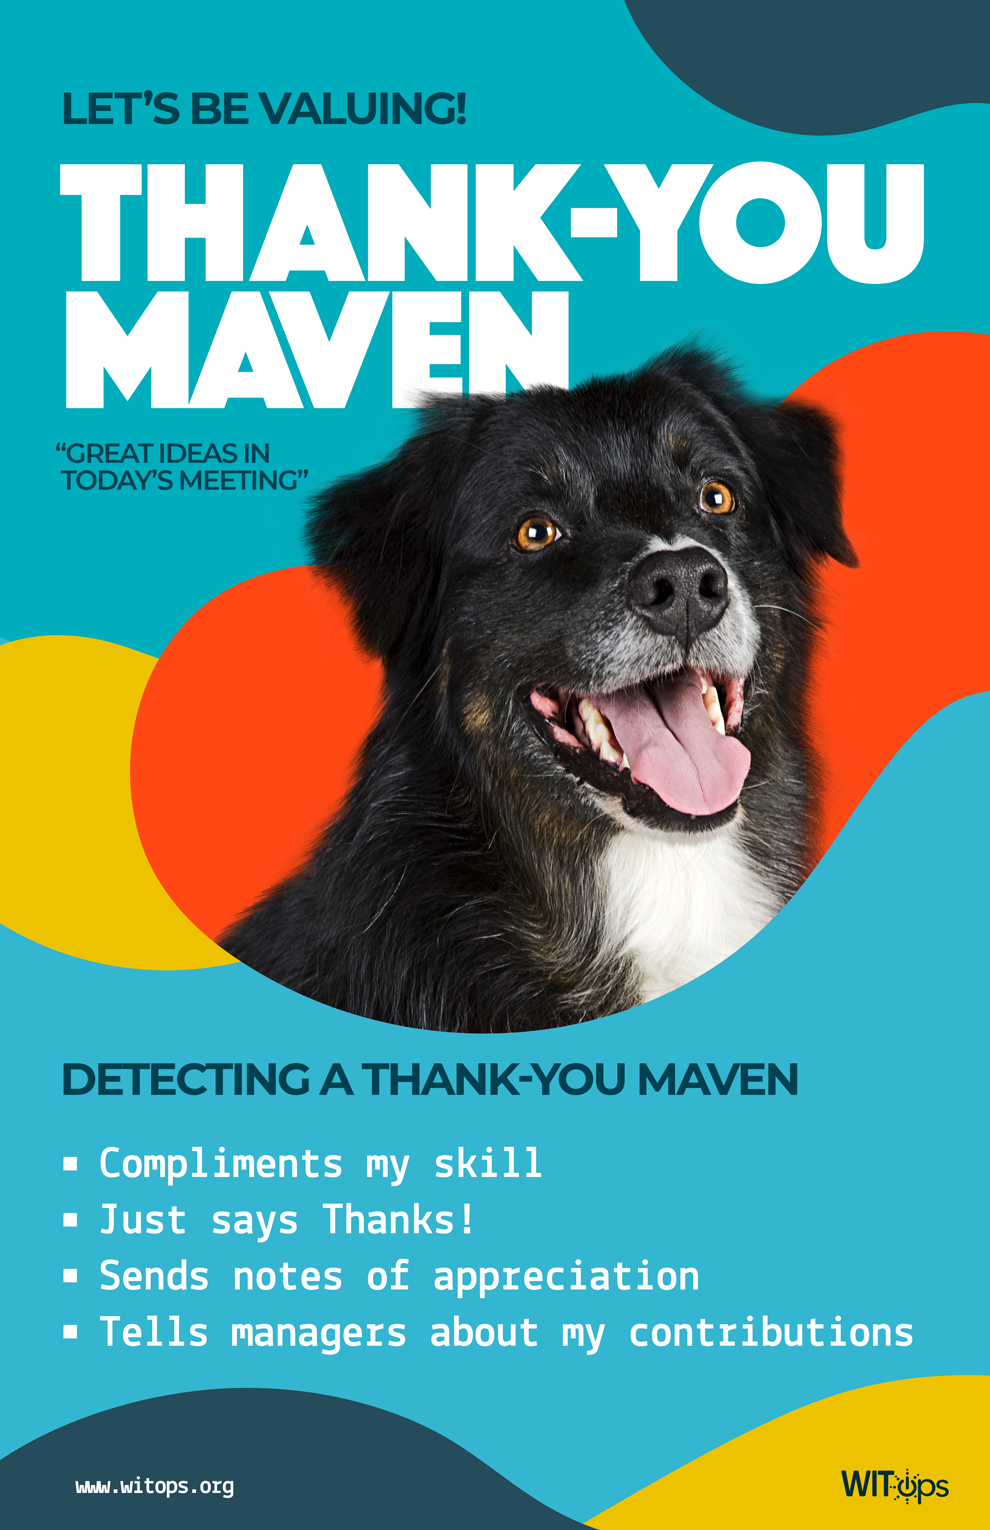 LET’S BE VALUING!
THANK-YOU
MAVEN
“GREAT IDEAS IN
TODAY’S MEETING”
DETECTING A THANK-YOU MAVEN
▪ Compliments my skill
▪ Just says Thanks!
▪ Sends notes of appreciation
▪ Tells managers about my contributions
www.witops.org
WITops